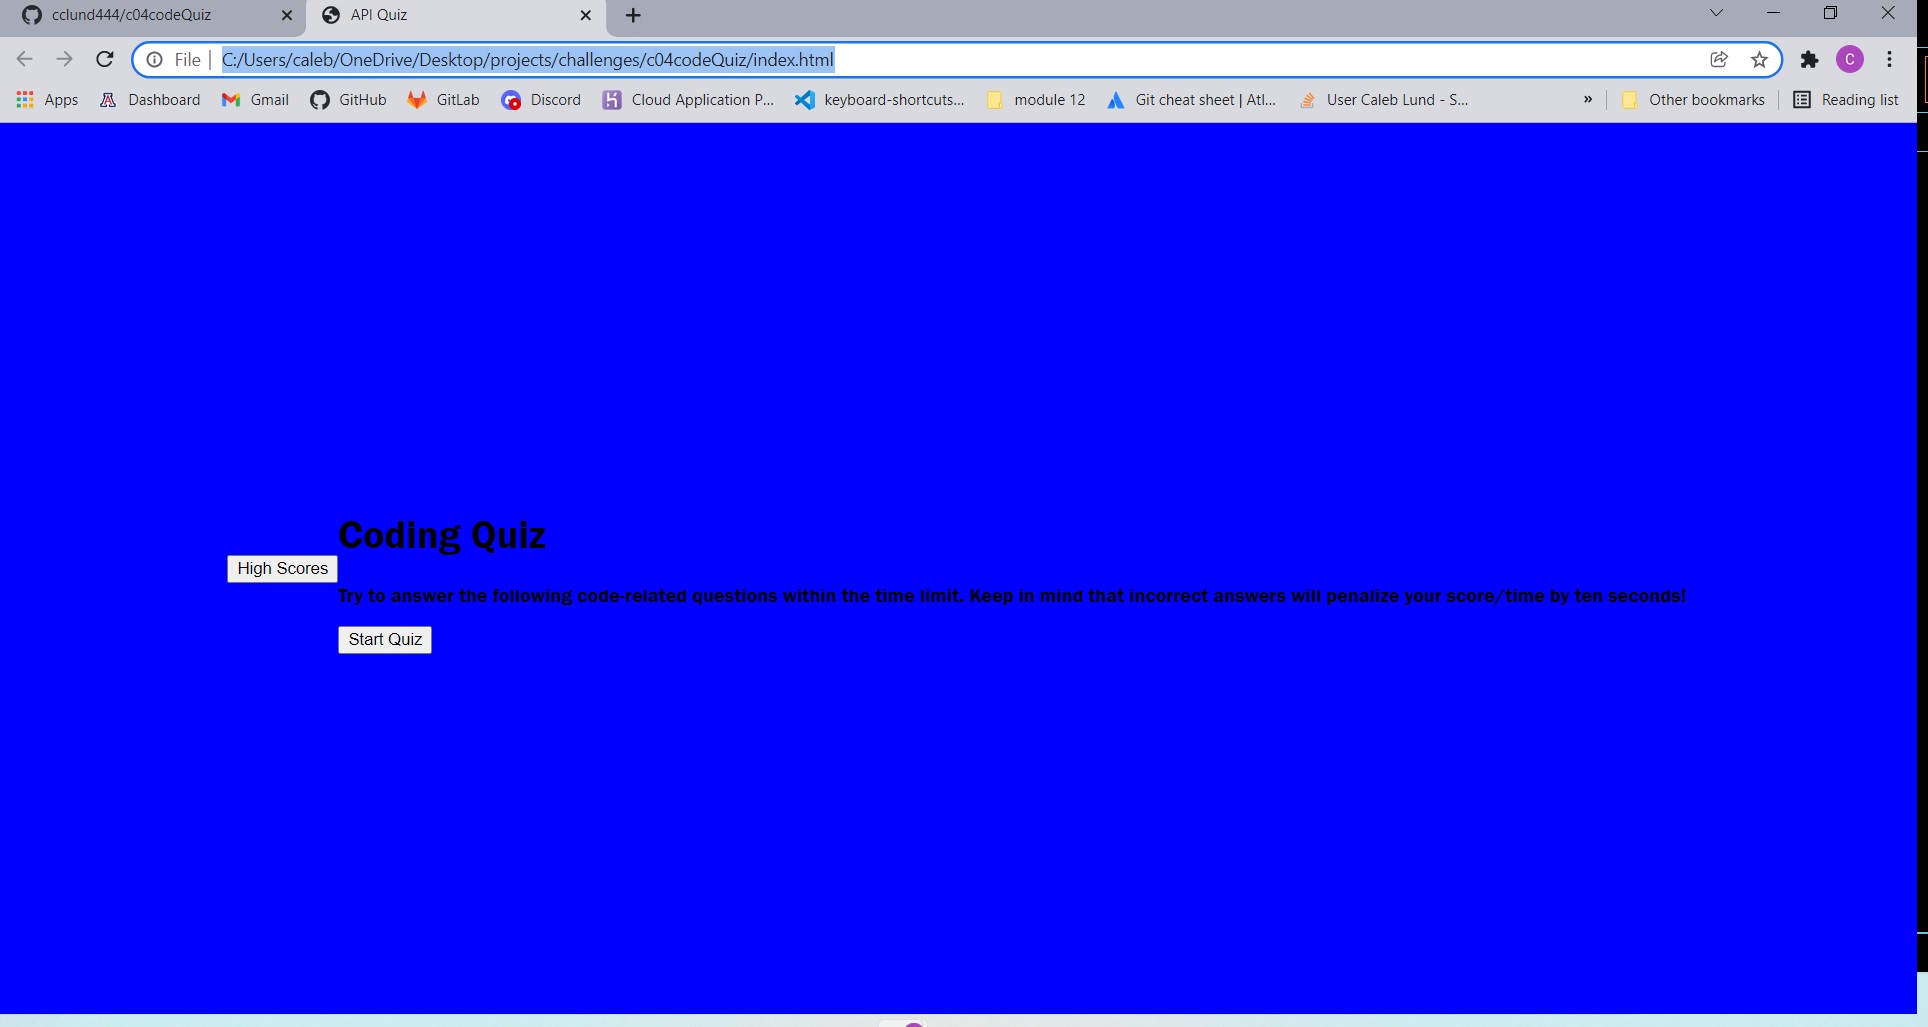 cclund444/c04codeQuiz API Quiz
File C:/Users/caleb/OneDrive/Desktop/projects/challenges/c04codeQuiz/index.html C
Apps Dashboard Gmail GitHub GitLab Discord Cloud Application P... keyboard-shortcuts... module 12 Git cheat sheet | Atl... User Caleb Lund - S... » Other bookmarks Reading list
Coding Quiz
High Scores
Try to answer the following code-related questions within the time limit. Keep in mind that incorrect answers will penalize your score/time by ten seconds!
Start Quiz